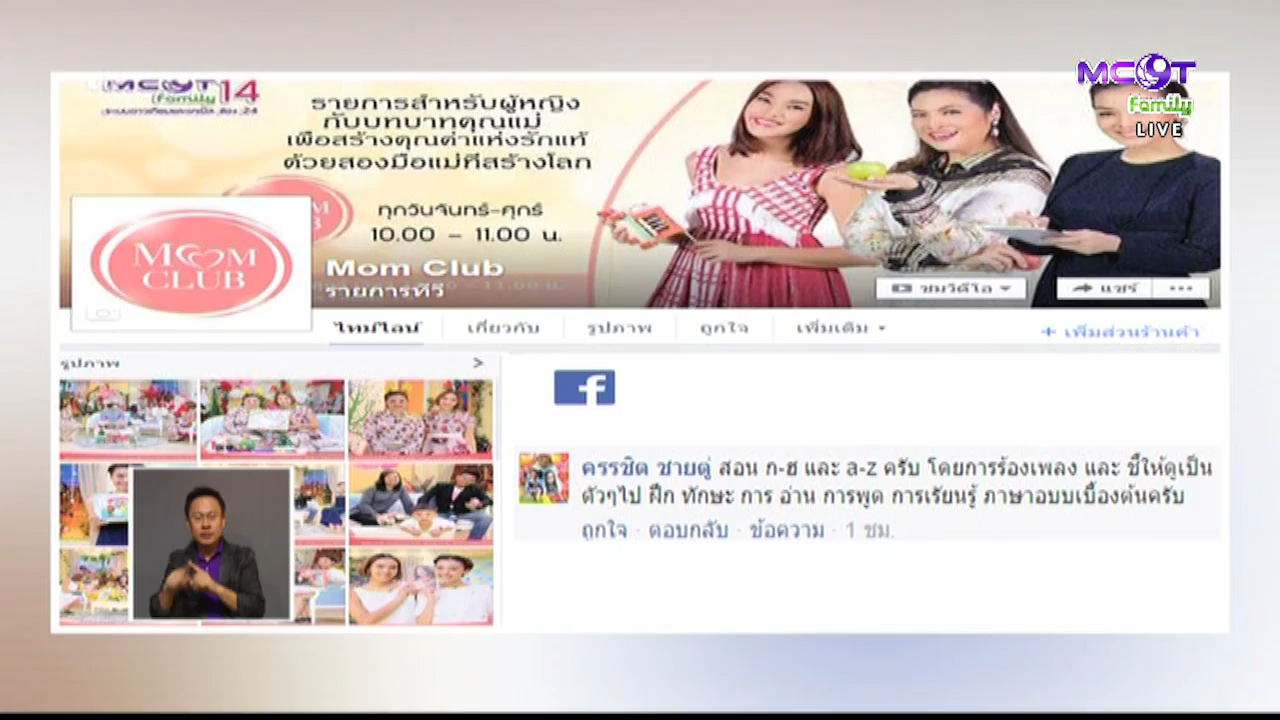 MCOT
family
LIVE
MCOT 14
family
รายการสำหรับผู้หญิง
กับบทบาทคุณแม่
เพื่อสร้างคุณค่าแห่งรักแท้
ด้วยสองมือแม่ที่สร้างโลก
ทุกวันจันทร์-ศุกร์
10.00 – 11.00 น.
MOM
CLUB
Mom Club
รายการทีวี
ชมวิดีโอ
แชร์
ไทม์ไลน์ เกี่ยวกับ รูปภาพ ถูกใจ เพิ่มเติม
+ เพิ่มส่วนร้านค้า
รูปภาพ >
f
ครรชิต ชายตู่ สอน ก-ฮ และ a-z ครับ โดยการร้องเพลง และ ชี้ให้ดูเป็น
ตัวๆไป ฝึก ทักษะ การ อ่าน การพูด การเรียนรู้ ภาษาอบบเบื้องต้นครับ
ถูกใจ · ตอบกลับ · ข้อความ · 1 ชม.